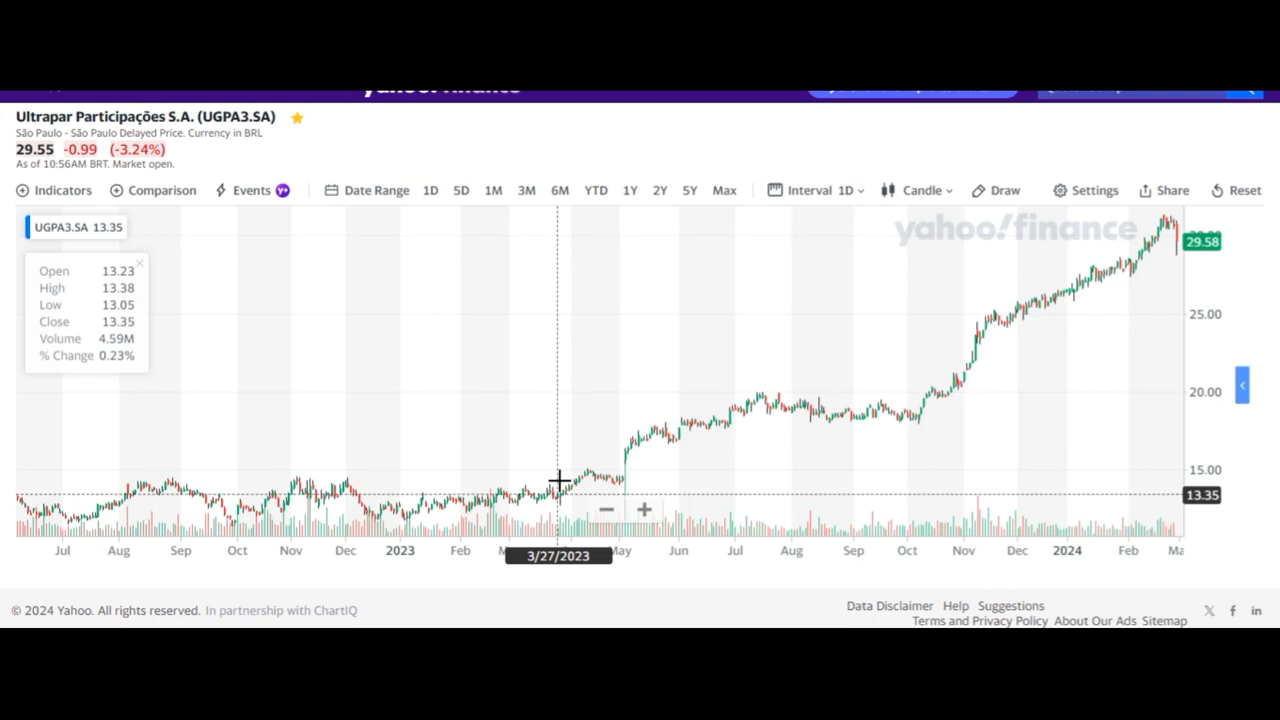 Ultrapar Participações S.A. (UGPA3.SA)
São Paulo - São Paulo Delayed Price. Currency in BRL
29.55 -0.99 (-3.24%)
As of 10:56AM BRT. Market open.
Indicators Comparison Events Y+ Date Range 1D 5D 1M 3M 6M YTD 1Y 2Y 5Y Max Interval 1D Candle Draw Settings Share Reset
UGPA3.SA 13.35
yahoo!finance
29.58
Open 13.23
High 13.38
Low 13.05
Close 13.35
Volume 4.59M
% Change 0.23%
25.00
20.00
15.00
13.35
Jul Aug Sep Oct Nov Dec 2023 Feb 3/27/2023 May Jun Jul Aug Sep Oct Nov Dec 2024 Feb
© 2024 Yahoo. All rights reserved. In partnership with ChartIQ
Data Disclaimer Help Suggestions
Terms and Privacy Policy About Our Ads Sitemap